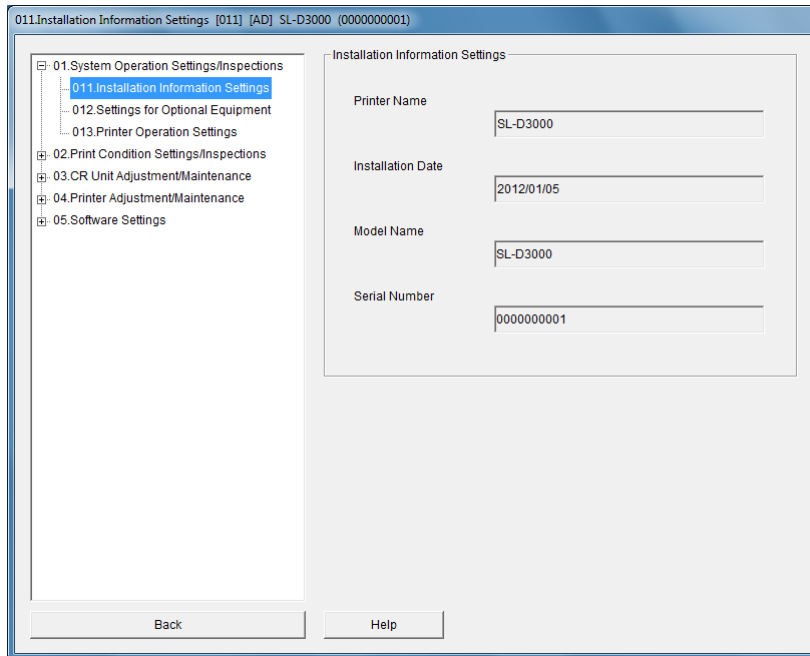 011.Installation Information Settings [011] [AD] SL-D3000 (0000000001)
01.System Operation Settings/Inspections
011.Installation Information Settings
012.Settings for Optional Equipment
013.Printer Operation Settings
02.Print Condition Settings/Inspections
03.CR Unit Adjustment/Maintenance
04.Printer Adjustment/Maintenance
05.Software Settings
Installation Information Settings
Printer Name
SL-D3000
Installation Date
2012/01/05
Model Name
SL-D3000
Serial Number
0000000001
Back
Help